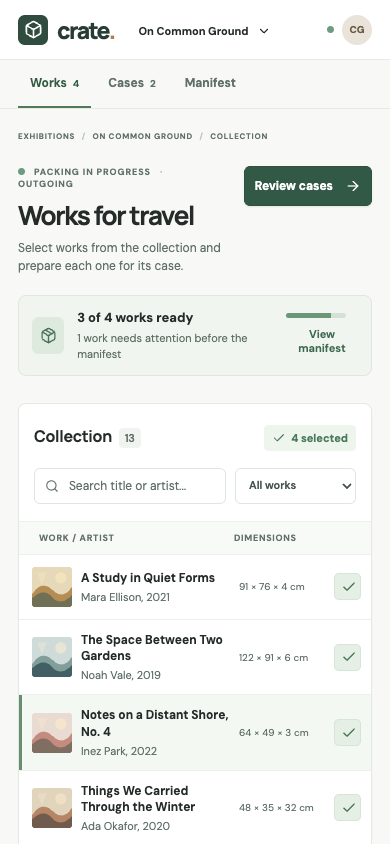 crate.
On Common Ground
CG
Works 4
Cases 2
Manifest
EXHIBITIONS / ON COMMON GROUND / COLLECTION
PACKING IN PROGRESS ·
OUTGOING
Review cases
Works for travel
Select works from the collection and
prepare each one for its case.
3 of 4 works ready
1 work needs attention before the
manifest
View
manifest
Collection 13
4 selected
Search title or artist...
All works
WORK / ARTIST
DIMENSIONS
A Study in Quiet Forms
Mara Ellison, 2021
91 × 76 × 4 cm
The Space Between Two
Gardens
Noah Vale, 2019
122 × 91 × 6 cm
Notes on a Distant Shore,
No. 4
Inez Park, 2022
64 × 49 × 3 cm
Things We Carried
Through the Winter
Ada Okafor, 2020
48 × 35 × 32 cm